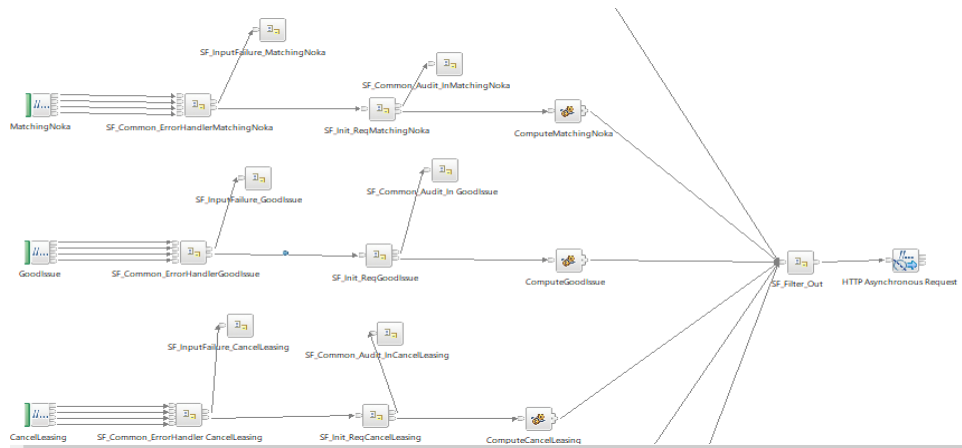 SF_InputFailure_MatchingNoka
SF_Common_Audit_InMatchingNoka
MatchingNoka
SF_Common_ErrorHandlerMatchingNoka
SF_Init_ReqMatchingNoka
ComputeMatchingNoka
SF_InputFailure_GoodIssue
SF_Common_Audit_In GoodIssue
GoodIssue
SF_Common_ErrorHandlerGoodIssue
SF_Init_ReqGoodIssue
ComputeGoodIssue
SF_Filter_Out
HTTP Asynchronous Request
SF_InputFailure_CancelLeasing
SF_Common_Audit_InCancelLeasing
CancelLeasing
SF_Common_ErrorHandler CancelLeasing
SF_Init_ReqCancelLeasing
ComputeCancelLeasing